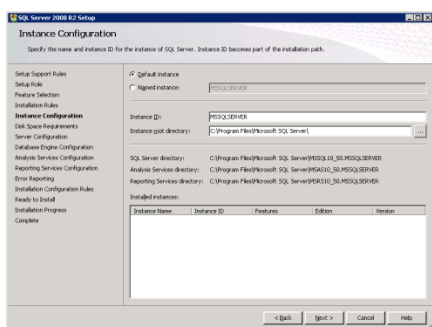 SQL Server 2008 R2 Setup
Instance Configuration
Specify the name and instance ID for the instance of SQL Server. Instance ID becomes part of the installation path.
Setup Support Rules
Setup Role
Feature Selection
Installation Rules
Instance Configuration
Disk Space Requirements
Server Configuration
Database Engine Configuration
Analysis Services Configuration
Reporting Services Configuration
Error Reporting
Installation Configuration Rules
Ready to Install
Installation Progress
Complete
Default instance
Named instance: MSSQLSERVER
Instance ID: MSSQLSERVER
Instance root directory: C:\Program Files\Microsoft SQL Server\ ...
SQL Server directory: C:\Program Files\Microsoft SQL Server\MSSQL10_50.MSSQLSERVER
Analysis Services directory: C:\Program Files\Microsoft SQL Server\MSAS10_50.MSSQLSERVER
Reporting Services directory: C:\Program Files\Microsoft SQL Server\MSRS10_50.MSSQLSERVER
Installed instances:
Instance Name Instance ID Features Edition Version
< Back Next > Cancel Help